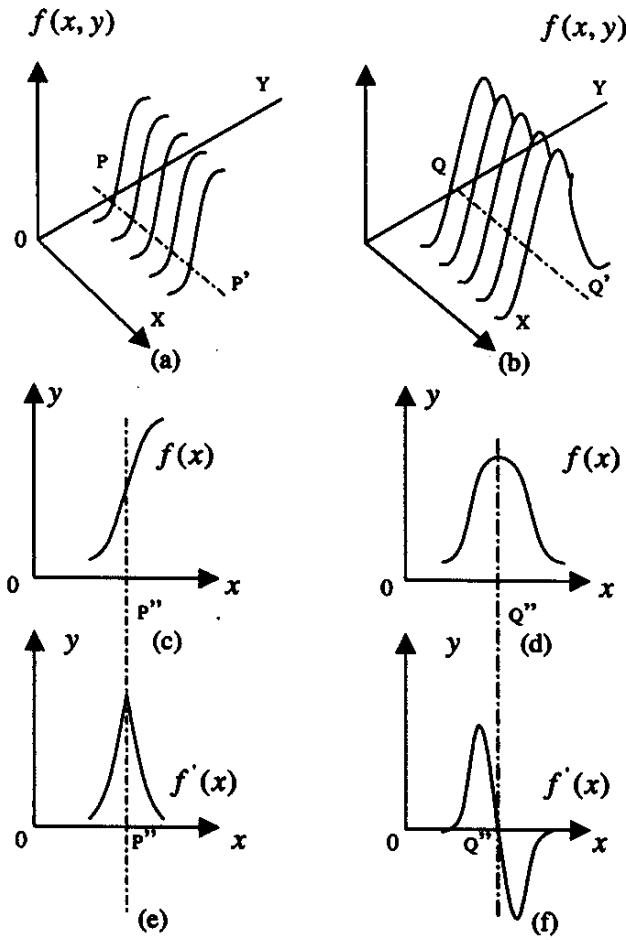 f(x, y)
f(x, y)
Y
P
0
P'
X
(a)
Y
Q
Q'
X
(b)
y
f(x)
0
x
P"
(c)
y
f(x)
0
x
Q"
(d)
y
f'(x)
0
P"
x
(e)
y
f'(x)
0
Q"
x
(f)